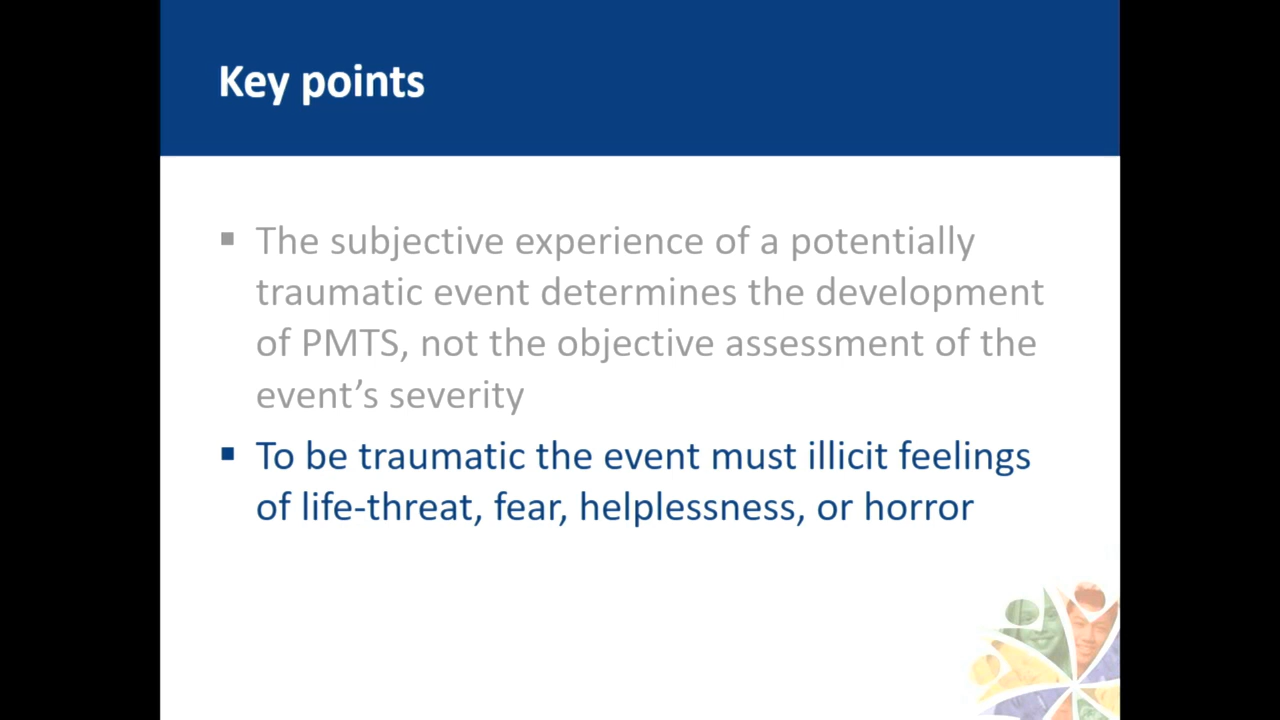 Key points
▪ The subjective experience of a potentially
traumatic event determines the development
of PMTS, not the objective assessment of the
event’s severity
▪ To be traumatic the event must illicit feelings
of life-threat, fear, helplessness, or horror